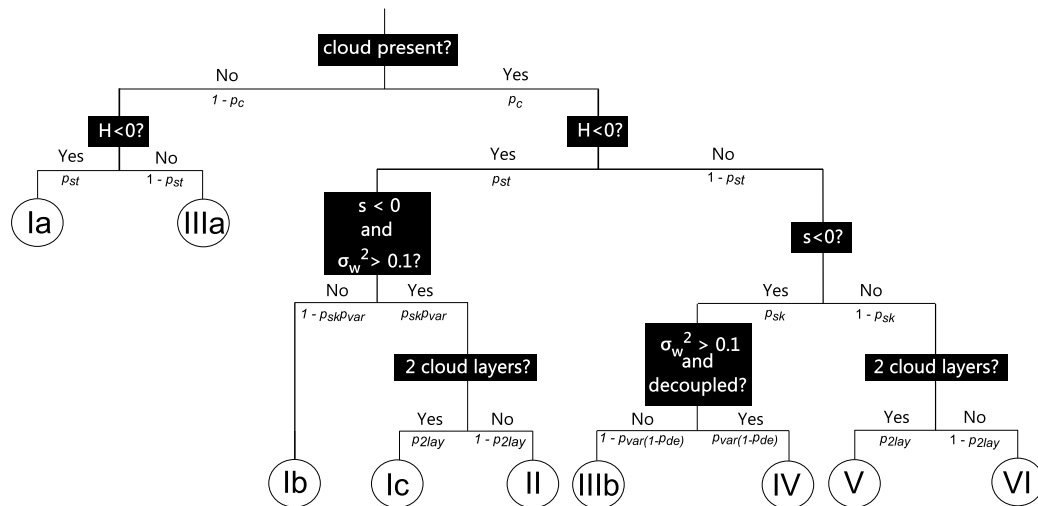 cloud present?
No
Yes
1 - pc
pc
H<0?
H<0?
Yes
No
Yes
No
pst
1 - pst
pst
1 - pst
Ia
IIIa
s < 0
and
σw² > 0.1?
s<0?
No
Yes
Yes
No
1 - pskpvar
pskpvar
psk
1 - psk
2 cloud layers?
σw² > 0.1
and
decoupled?
2 cloud layers?
Yes
No
No
Yes
Yes
No
p2lay
1 - p2lay
1 - pvar(1-pde)
pvar(1-pde)
p2lay
1 - p2lay
Ib
Ic
II
IIIb
IV
V
VI